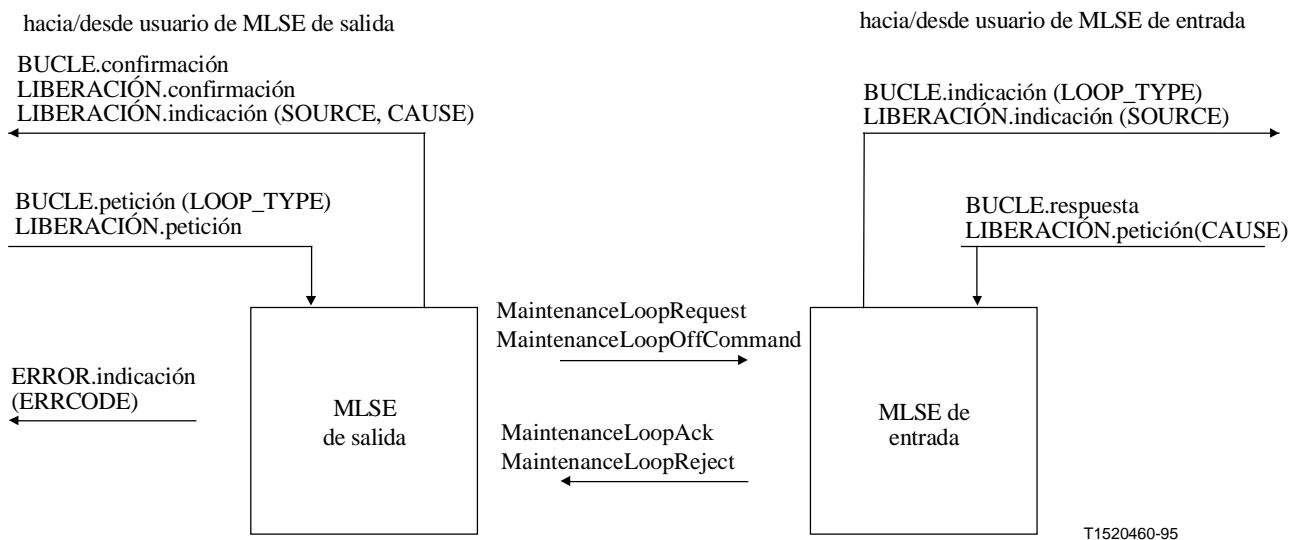 hacia/desde usuario de MLSE de salida
hacia/desde usuario de MLSE de entrada
BUCLE.confirmación
LIBERACIÓN.confirmación
LIBERACIÓN.indicación (SOURCE, CAUSE)
BUCLE.indicación (LOOP_TYPE)
LIBERACIÓN.indicación (SOURCE)
BUCLE.petición (LOOP_TYPE)
LIBERACIÓN.petición
BUCLE.respuesta
LIBERACIÓN.petición(CAUSE)
MaintenanceLoopRequest
MaintenanceLoopOffCommand
ERROR.indicación
(ERRCODE)
MLSE
de salida
MLSE de
entrada
MaintenanceLoopAck
MaintenanceLoopReject
T1520460-95